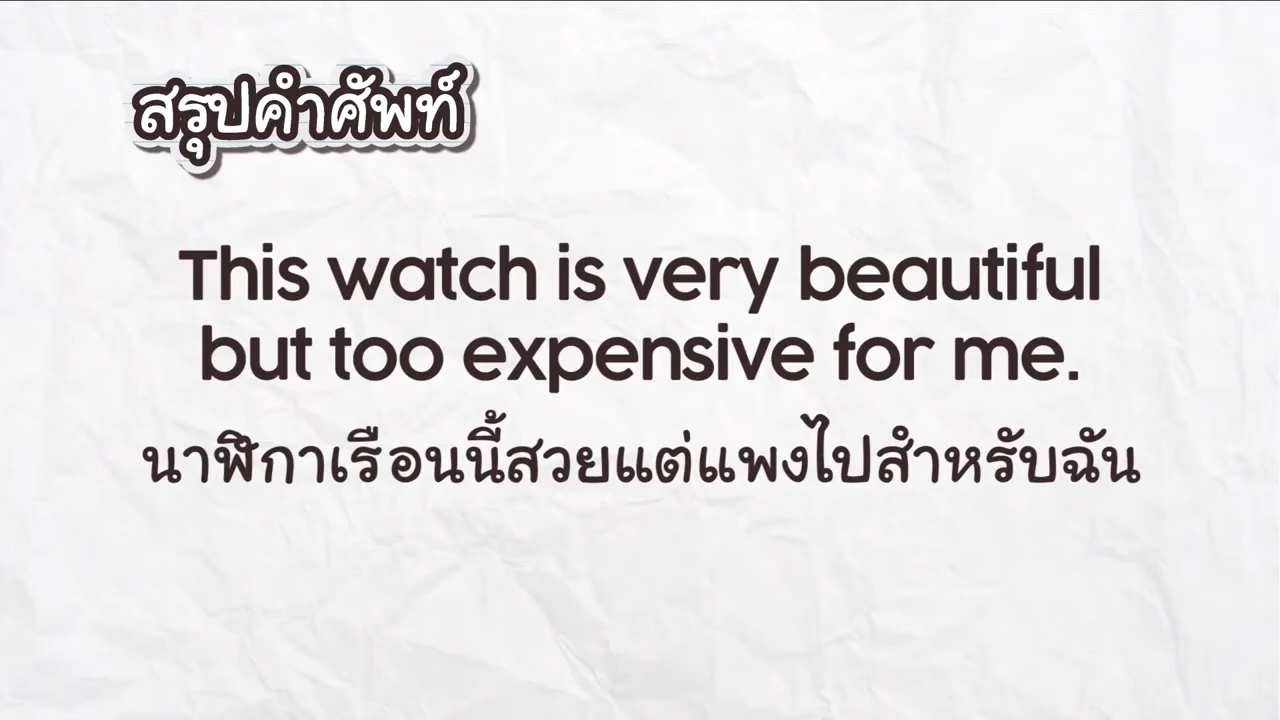 สรุปคำศัพท์
This watch is very beautiful
but too expensive for me.
นาฬิกาเรือนนี้สวยแต่แพงไปสำหรับฉัน